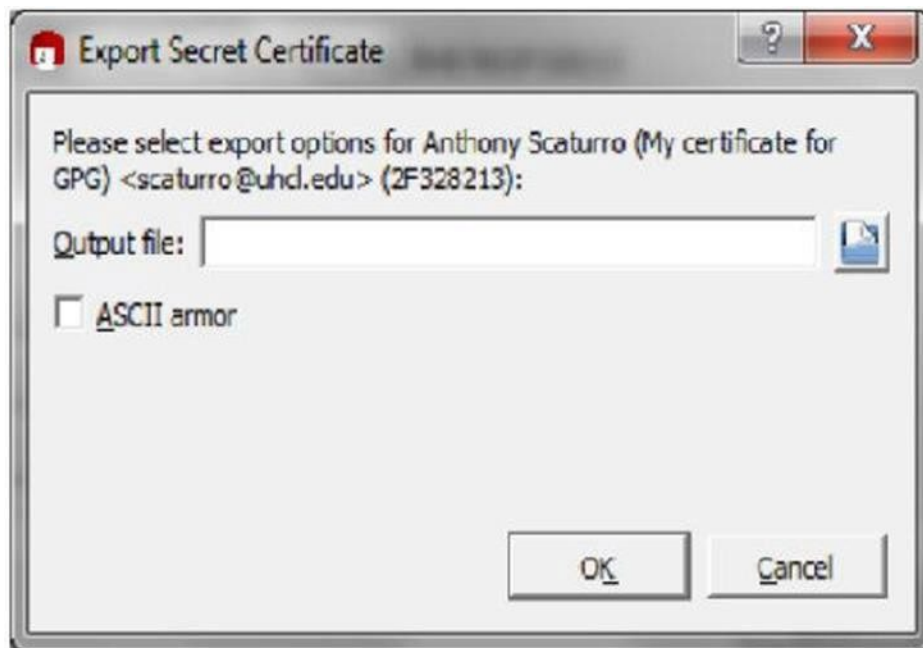 Export Secret Certificate
Please select export options for Anthony Scaturro (My certificate for
GPG) <scaturro@uhcl.edu> (2F328213):
Output file:
ASCII armor
OK
Cancel